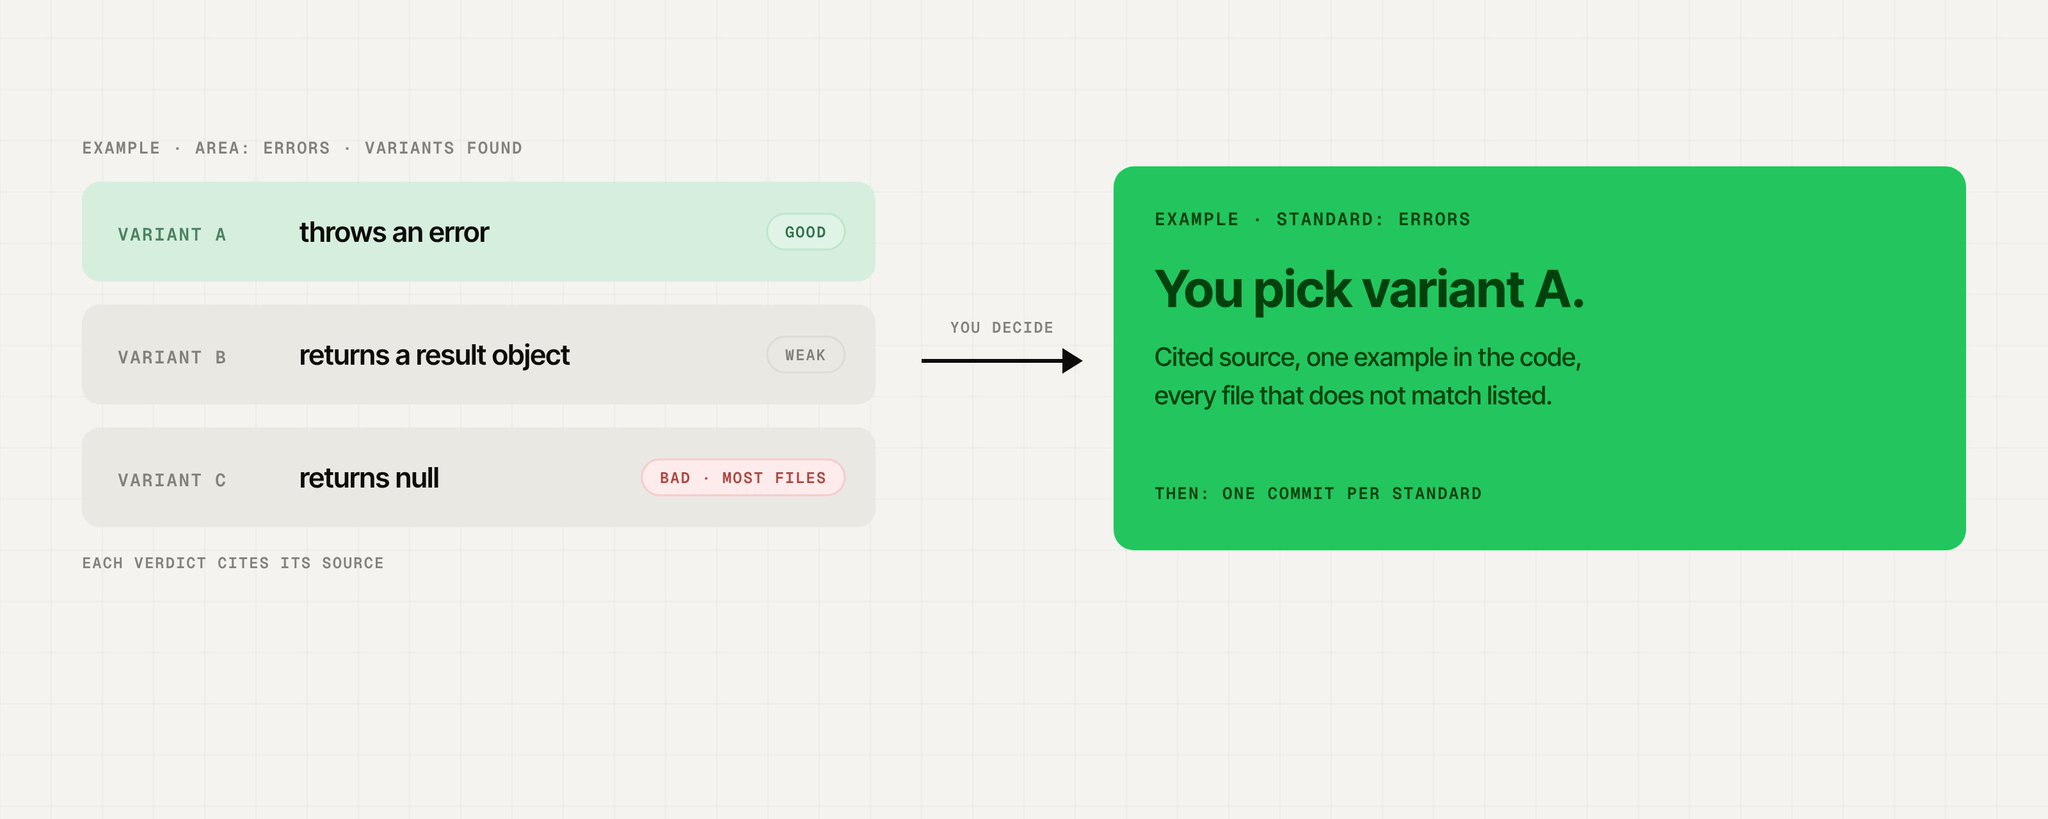 EXAMPLE · AREA: ERRORS · VARIANTS FOUND
VARIANT A throws an error GOOD
VARIANT B returns a result object WEAK
VARIANT C returns null BAD · MOST FILES
EACH VERDICT CITES ITS SOURCE
YOU DECIDE
EXAMPLE · STANDARD: ERRORS
You pick variant A.
Cited source, one example in the code,
every file that does not match listed.
THEN: ONE COMMIT PER STANDARD